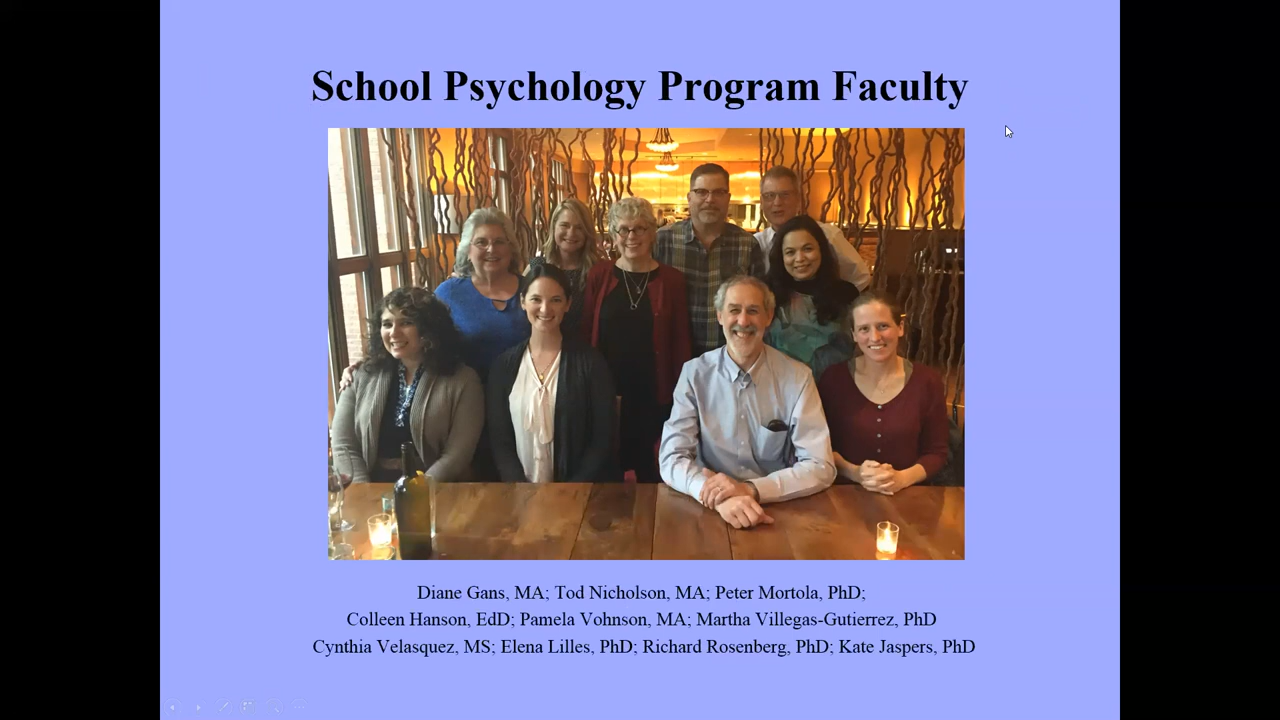 School Psychology Program Faculty
Diane Gans, MA; Tod Nicholson, MA; Peter Mortola, PhD;
Colleen Hanson, EdD; Pamela Vohnson, MA; Martha Villegas-Gutierrez, PhD
Cynthia Velasquez, MS; Elena Lilles, PhD; Richard Rosenberg, PhD; Kate Jaspers, PhD